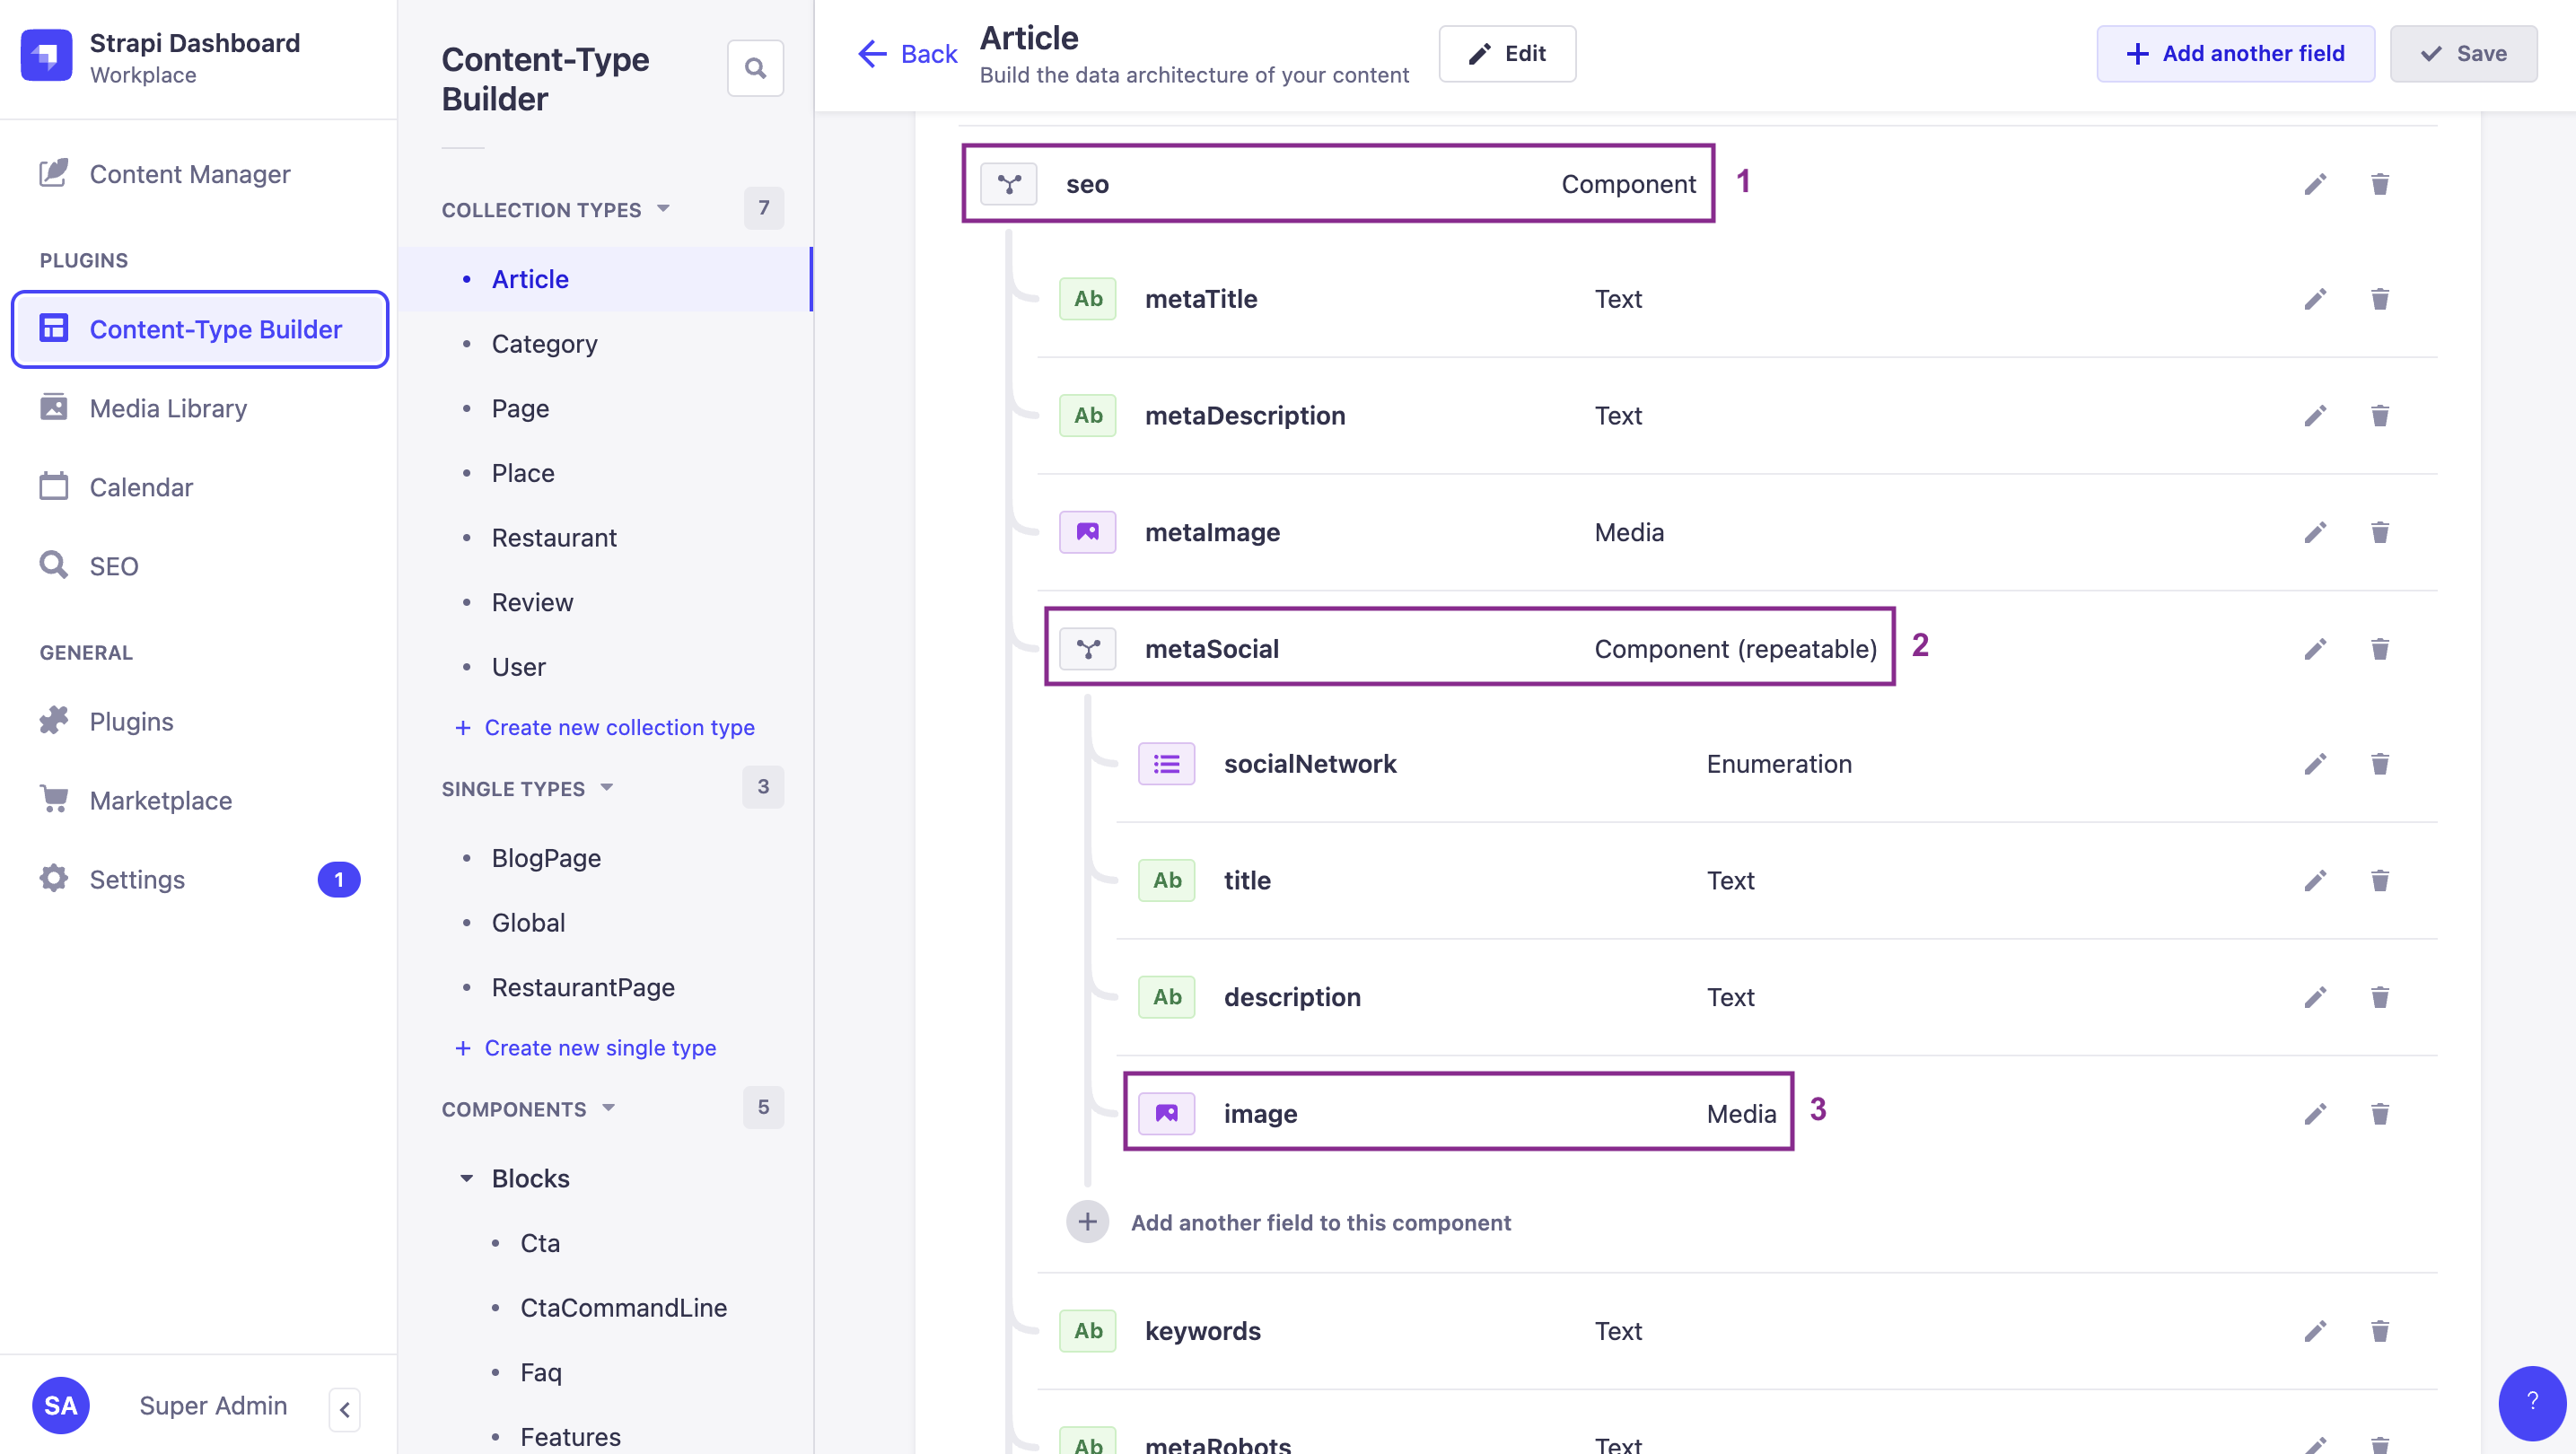 Strapi Dashboard
Workplace
Content Manager
PLUGINS
Content-Type Builder
Media Library
Calendar
SEO
GENERAL
Plugins
Marketplace
Settings 1
SA Super Admin
Content-Type
Builder
COLLECTION TYPES 7
Article
Category
Page
Place
Restaurant
Review
User
+ Create new collection type
SINGLE TYPES 3
BlogPage
Global
RestaurantPage
+ Create new single type
COMPONENTS 5
Blocks
Cta
CtaCommandLine
Faq
Features
Back
Article
Build the data architecture of your content
Edit
Add another field
Save
seo Component 1
Ab metaTitle Text
Ab metaDescription Text
metaImage Media
metaSocial Component (repeatable) 2
socialNetwork Enumeration
Ab title Text
Ab description Text
image Media 3
Add another field to this component
Ab keywords Text
Ab metaRobots Text
?